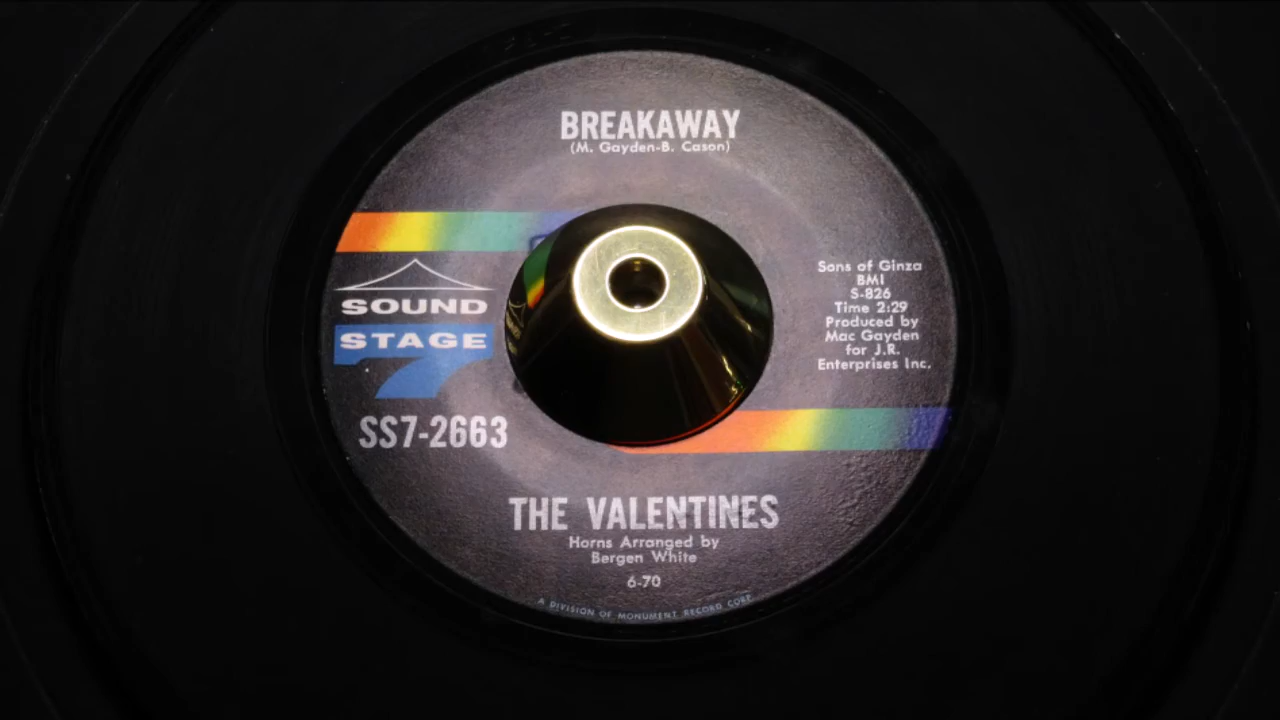 BREAKAWAY
(M. Gayden-B. Cason)
SOUND
STAGE
7
SS7-2663
Sons of Ginza
BMI
S-826
Time 2:29
Produced by
Mac Gayden
for J.R.
Enterprises Inc.
THE VALENTINES
Horns Arranged by
Bergen White
6-70
A DIVISION OF MONUMENT RECORD CORP.